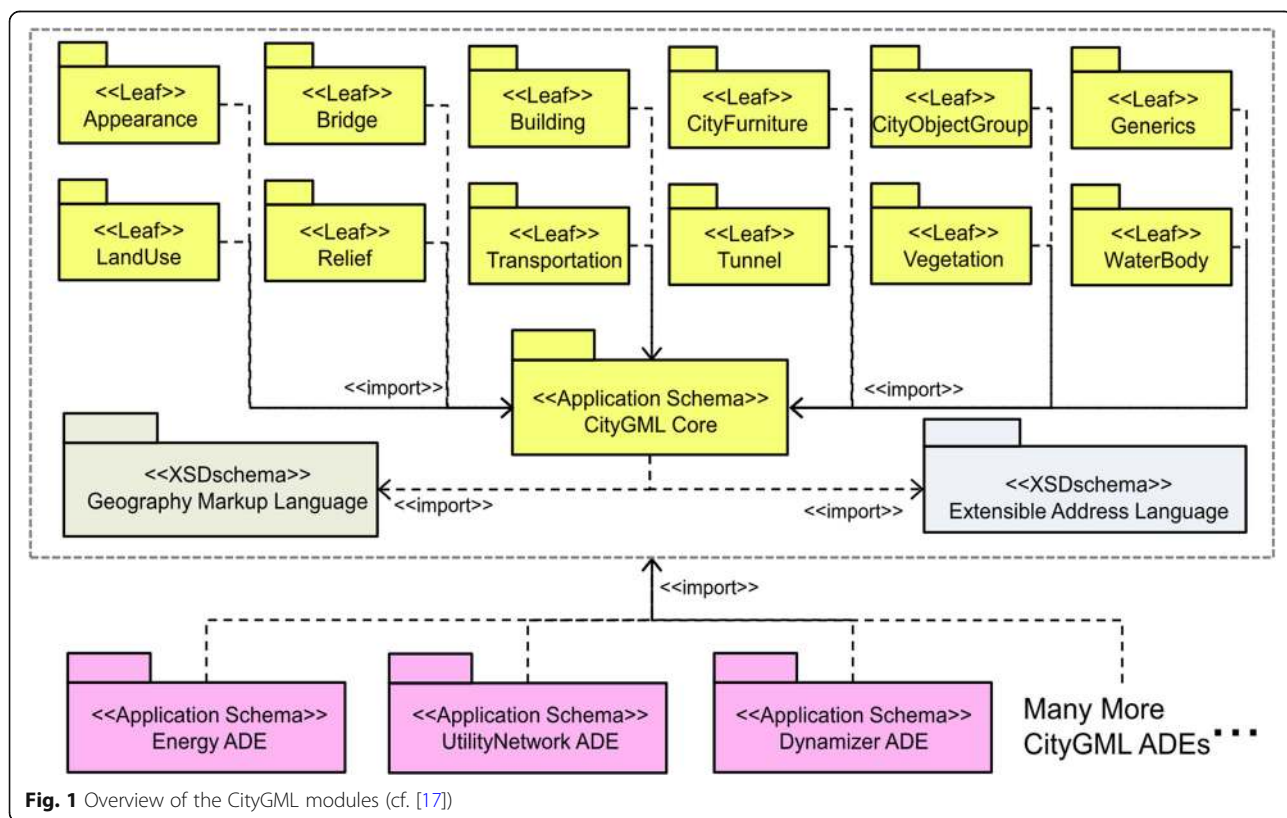 <<Leaf>>
Appearance
<<Leaf>>
Bridge
<<Leaf>>
Building
<<Leaf>>
CityFurniture
<<Leaf>>
CityObjectGroup
<<Leaf>>
Generics
<<Leaf>>
LandUse
<<Leaf>>
Relief
<<Leaf>>
Transportation
<<Leaf>>
Tunnel
<<Leaf>>
Vegetation
<<Leaf>>
WaterBody
<<import>>
<<Application Schema>>
CityGML Core
<<import>>
<<XSDschema>>
Geography Markup Language
<<import>>
<<import>>
<<XSDschema>>
Extensible Address Language
<<import>>
<<Application Schema>>
Energy ADE
<<Application Schema>>
UtilityNetwork ADE
<<Application Schema>>
Dynamizer ADE
Many More
CityGML ADEs...
Fig. 1 Overview of the CityGML modules (cf. [17])